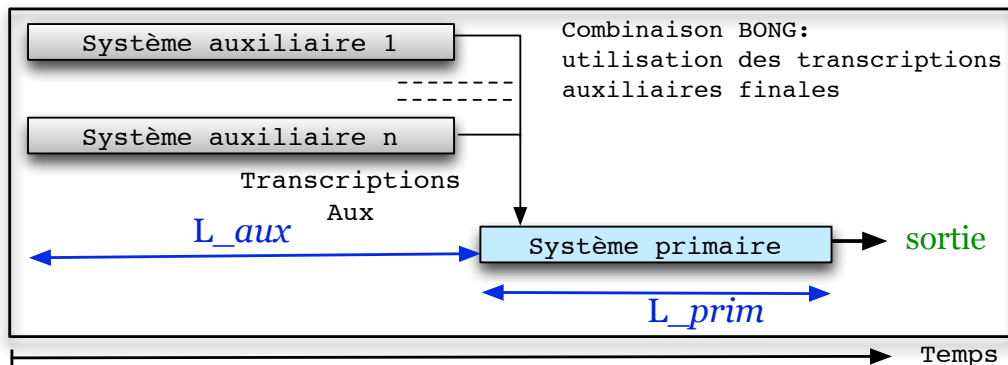 Système auxiliaire 1
Combinaison BONG:
utilisation des transcriptions
auxiliaires finales
Système auxiliaire n
Transcriptions
Aux
L_aux
Système primaire
sortie
L_prim
Temps